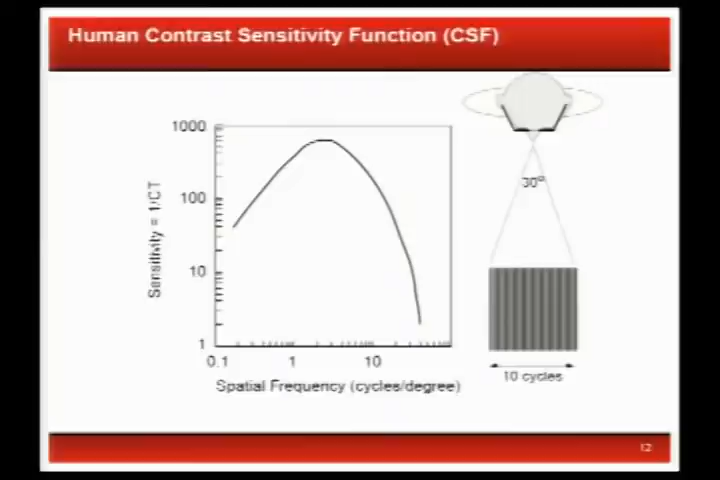 Human Contrast Sensitivity Function (CSF)
1000
100
10
1
Sensitivity = 1/CT
0.1
1
10
Spatial Frequency (cycles/degree)
30º
10 cycles
12